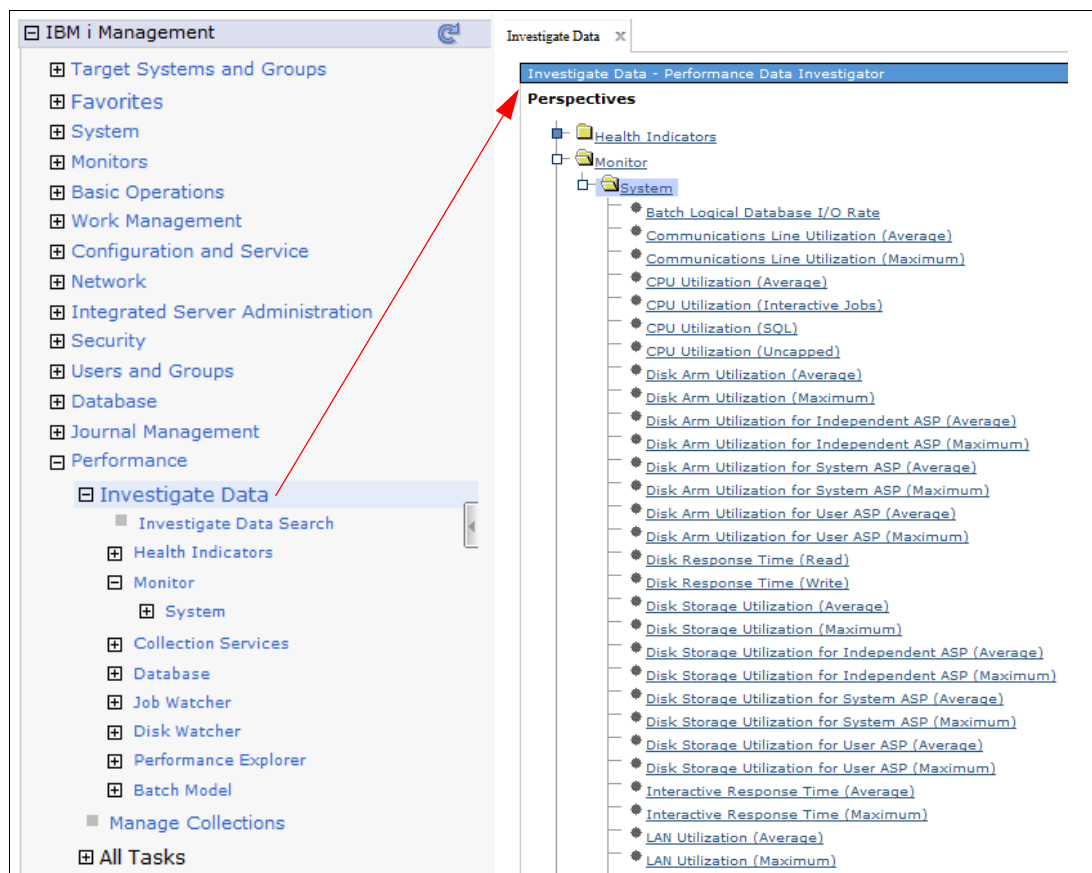 IBM i Management
Target Systems and Groups
Favorites
System
Monitors
Basic Operations
Work Management
Configuration and Service
Network
Integrated Server Administration
Security
Users and Groups
Database
Journal Management
Performance
Investigate Data
Investigate Data Search
Health Indicators
Monitor
System
Collection Services
Database
Job Watcher
Disk Watcher
Performance Explorer
Batch Model
Manage Collections
All Tasks
Investigate Data X
Investigate Data - Performance Data Investigator
Perspectives
Health Indicators
Monitor
System
Batch Logical Database I/O Rate
Communications Line Utilization (Average)
Communications Line Utilization (Maximum)
CPU Utilization (Average)
CPU Utilization (Interactive Jobs)
CPU Utilization (SQL)
CPU Utilization (Uncapped)
Disk Arm Utilization (Average)
Disk Arm Utilization (Maximum)
Disk Arm Utilization for Independent ASP (Average)
Disk Arm Utilization for Independent ASP (Maximum)
Disk Arm Utilization for System ASP (Average)
Disk Arm Utilization for System ASP (Maximum)
Disk Arm Utilization for User ASP (Average)
Disk Arm Utilization for User ASP (Maximum)
Disk Response Time (Read)
Disk Response Time (Write)
Disk Storage Utilization (Average)
Disk Storage Utilization (Maximum)
Disk Storage Utilization for Independent ASP (Average)
Disk Storage Utilization for Independent ASP (Maximum)
Disk Storage Utilization for System ASP (Average)
Disk Storage Utilization for System ASP (Maximum)
Disk Storage Utilization for User ASP (Average)
Disk Storage Utilization for User ASP (Maximum)
Interactive Response Time (Average)
Interactive Response Time (Maximum)
LAN Utilization (Average)
LAN Utilization (Maximum)